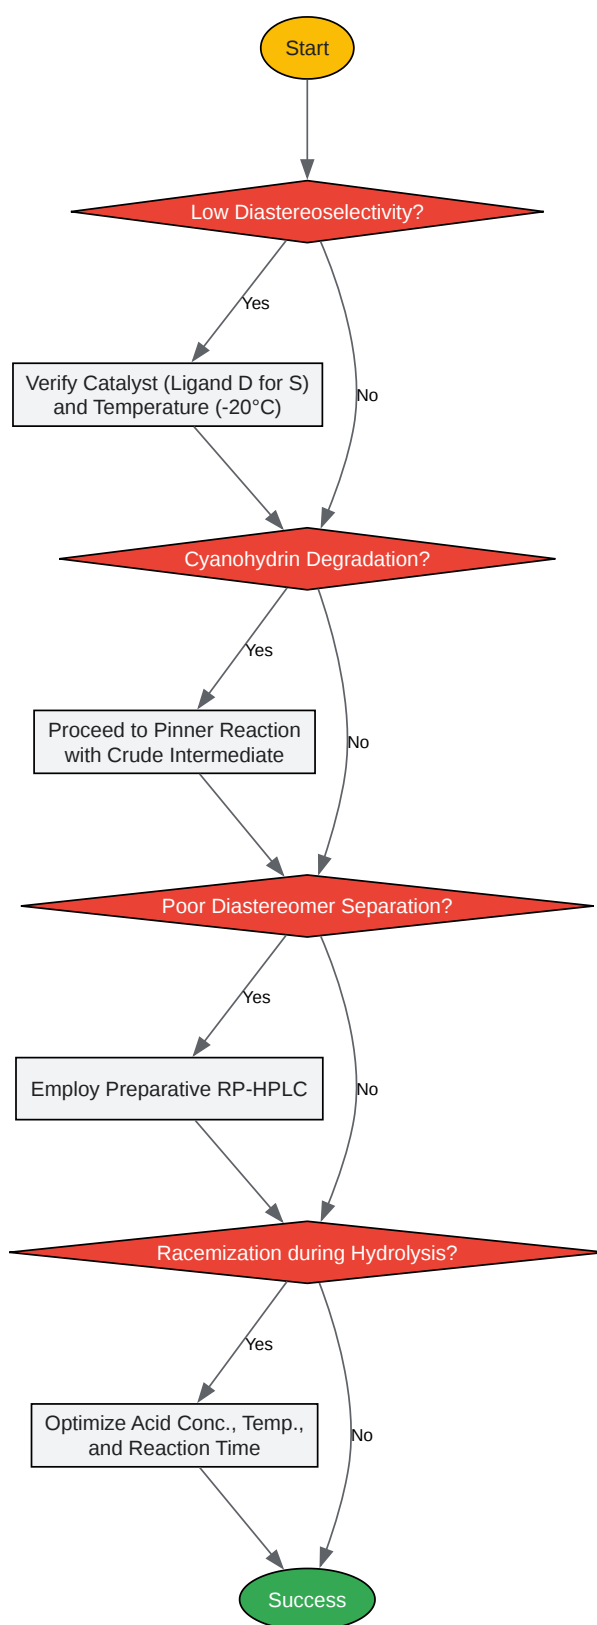 Start
Low Diastereoselectivity?
Yes
Verify Catalyst (Ligand D for S)
and Temperature (-20°C)
No
Cyanohydrin Degradation?
Yes
Proceed to Pinner Reaction
with Crude Intermediate
No
Poor Diastereomer Separation?
Yes
Employ Preparative RP-HPLC
No
Racemization during Hydrolysis?
Yes
Optimize Acid Conc., Temp.,
and Reaction Time
No
Success